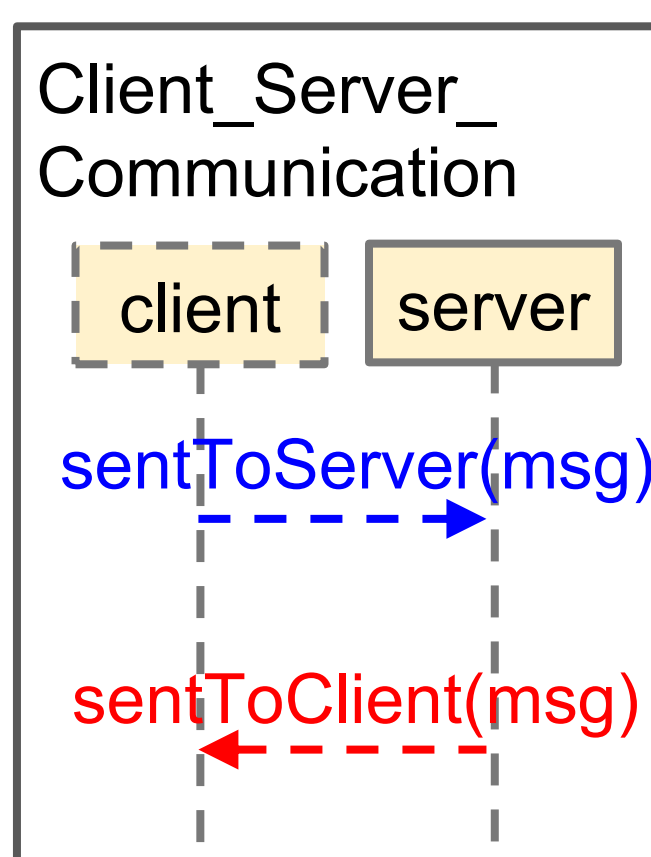 Client_Server_
Communication
client
server
sentToServer(msg)
sentToClient(msg)